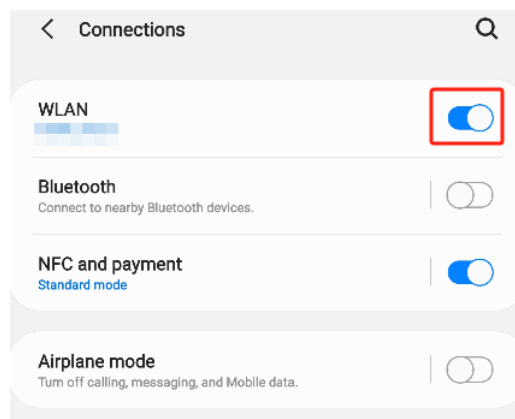 Connections
WLAN
Bluetooth
Connect to nearby Bluetooth devices.
NFC and payment
Standard mode
Airplane mode
Turn off calling, messaging, and Mobile data.